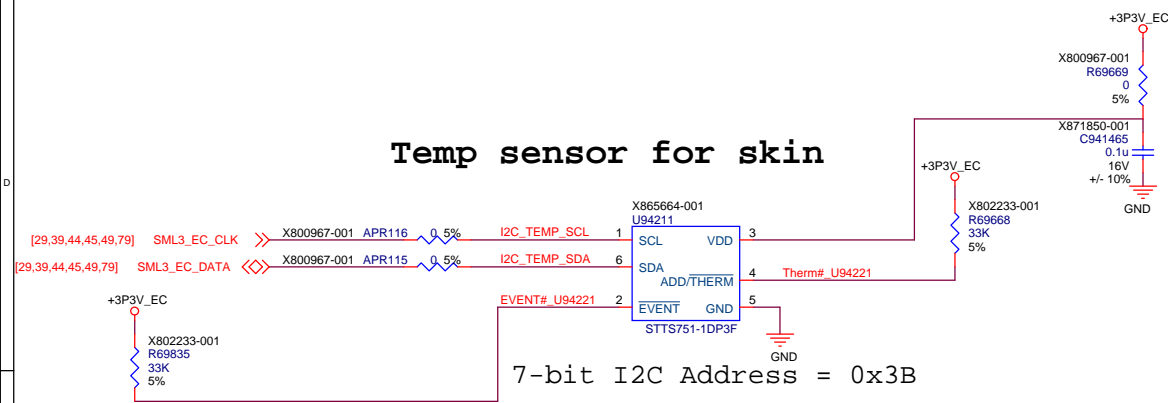 +3P3V_EC
X800967-001
R69669
0
5%
X871850-001
C941465
0.1u
16V
+/- 10%
GND
Temp sensor for skin
+3P3V_EC
X802233-001
R69668
33K
5%
X865664-001
U94211
[29,39,44,45,49,79] SML3_EC_CLK X800967-001 APR116 0 5% I2C_TEMP_SCL 1 SCL VDD 3
[29,39,44,45,49,79] SML3_EC_DATA X800967-001 APR115 0 5% I2C_TEMP_SDA 6 SDA
ADD/THERM 4 Therm#_U94221
EVENT#_U94221 2 EVENT GND 5
STTS751-1DP3F
GND
+3P3V_EC
X802233-001
R69835
33K
5%
7-bit I2C Address = 0x3B
D